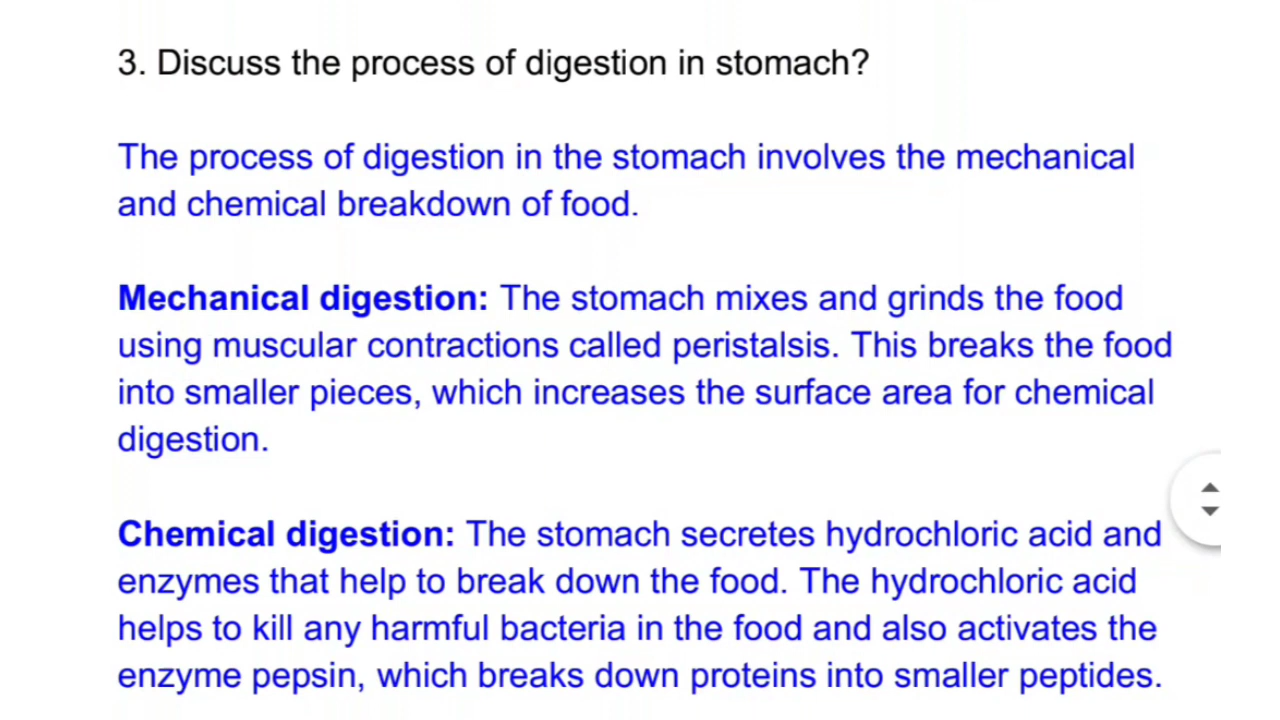 3. Discuss the process of digestion in stomach?
The process of digestion in the stomach involves the mechanical
and chemical breakdown of food.
Mechanical digestion: The stomach mixes and grinds the food
using muscular contractions called peristalsis. This breaks the food
into smaller pieces, which increases the surface area for chemical
digestion.
Chemical digestion: The stomach secretes hydrochloric acid and
enzymes that help to break down the food. The hydrochloric acid
helps to kill any harmful bacteria in the food and also activates the
enzyme pepsin, which breaks down proteins into smaller peptides.